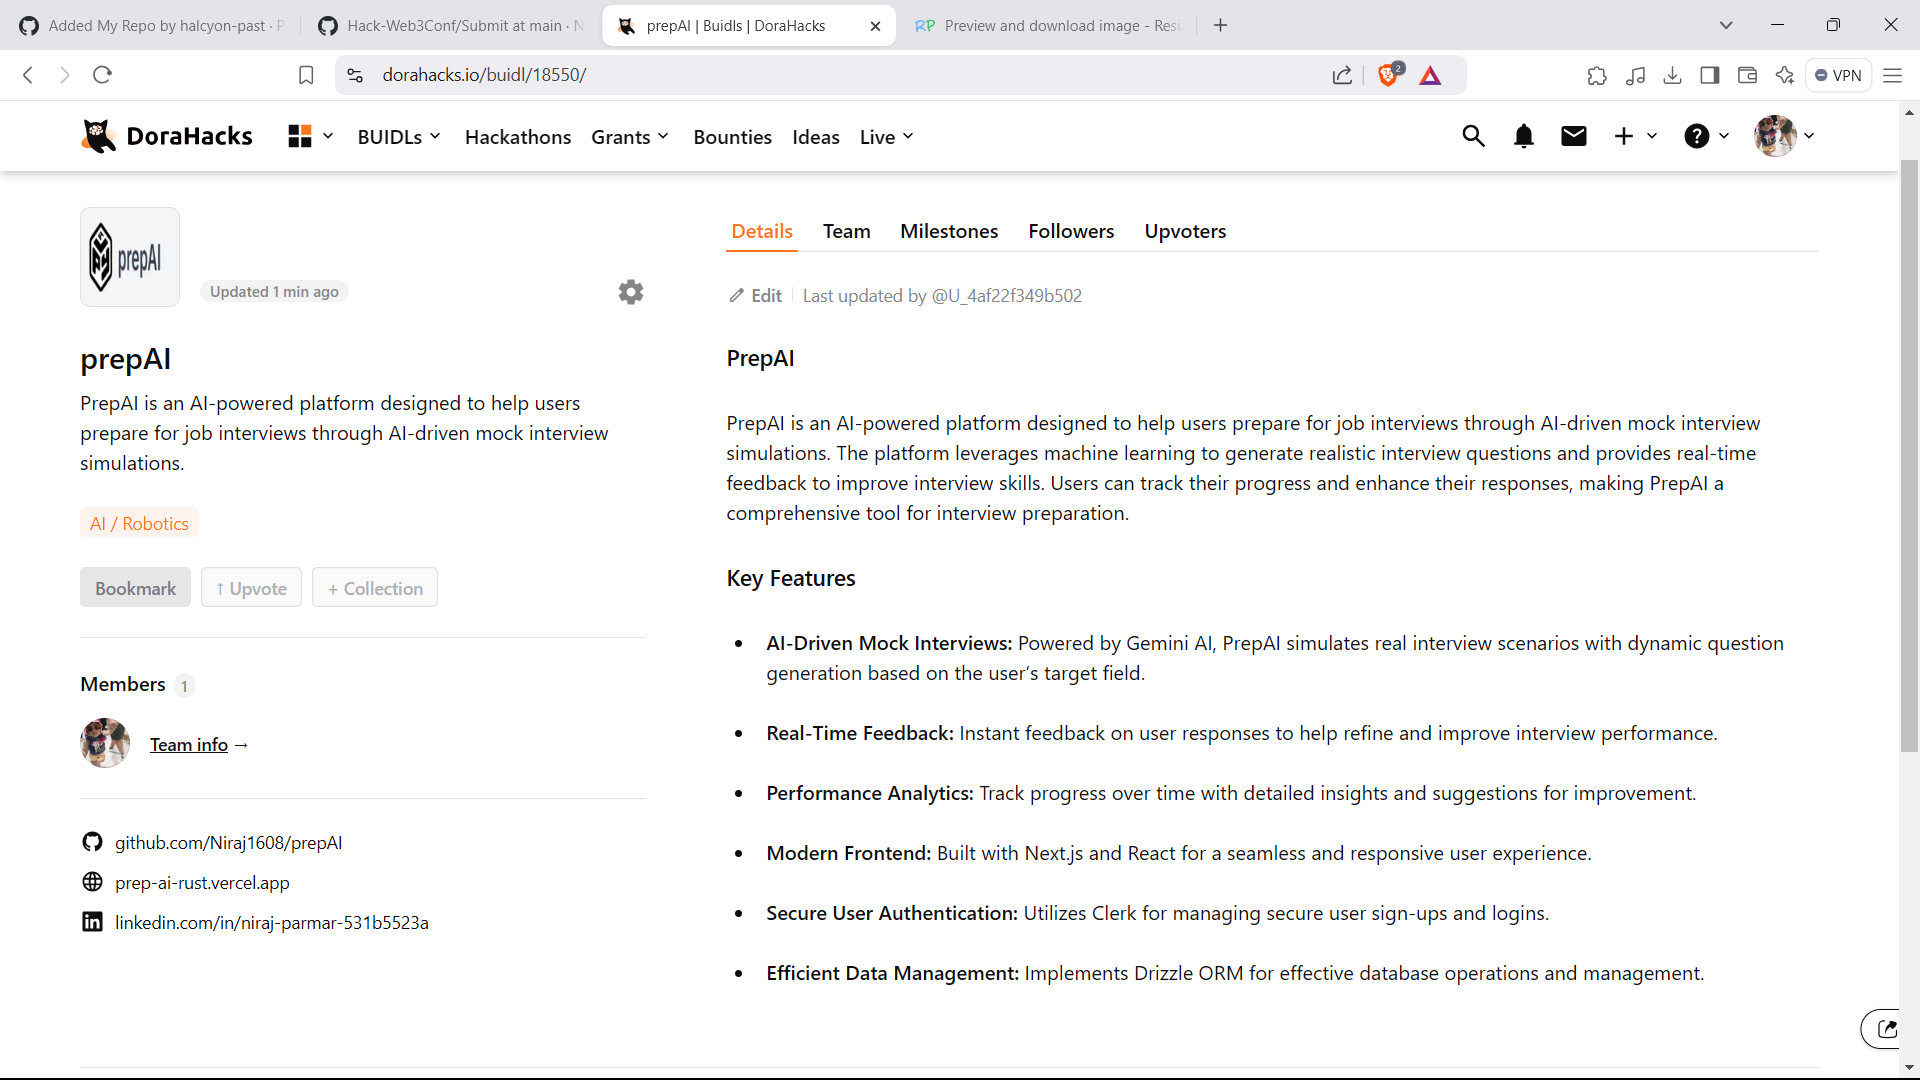 Added My Repo by halcyon-past · P
Hack-Web3Conf/Submit at main · N
prepAI | Buidls | DoraHacks
RP Preview and download image - Resi
dorahacks.io/buidl/18550/
2
VPN
DoraHacks
BUIDLs
Hackathons
Grants
Bounties
Ideas
Live
prepAI
Updated 1 min ago
prepAI
PrepAI is an AI-powered platform designed to help users
prepare for job interviews through AI-driven mock interview
simulations.
AI / Robotics
Bookmark
↑ Upvote
+ Collection
Members 1
Team info →
github.com/Niraj1608/prepAI
prep-ai-rust.vercel.app
linkedin.com/in/niraj-parmar-531b5523a
Details
Team
Milestones
Followers
Upvoters
Edit
Last updated by @U_4af22f349b502
PrepAI
PrepAI is an AI-powered platform designed to help users prepare for job interviews through AI-driven mock interview
simulations. The platform leverages machine learning to generate realistic interview questions and provides real-time
feedback to improve interview skills. Users can track their progress and enhance their responses, making PrepAI a
comprehensive tool for interview preparation.
Key Features
• AI-Driven Mock Interviews: Powered by Gemini AI, PrepAI simulates real interview scenarios with dynamic question
generation based on the user’s target field.
• Real-Time Feedback: Instant feedback on user responses to help refine and improve interview performance.
• Performance Analytics: Track progress over time with detailed insights and suggestions for improvement.
• Modern Frontend: Built with Next.js and React for a seamless and responsive user experience.
• Secure User Authentication: Utilizes Clerk for managing secure user sign-ups and logins.
• Efficient Data Management: Implements Drizzle ORM for effective database operations and management.